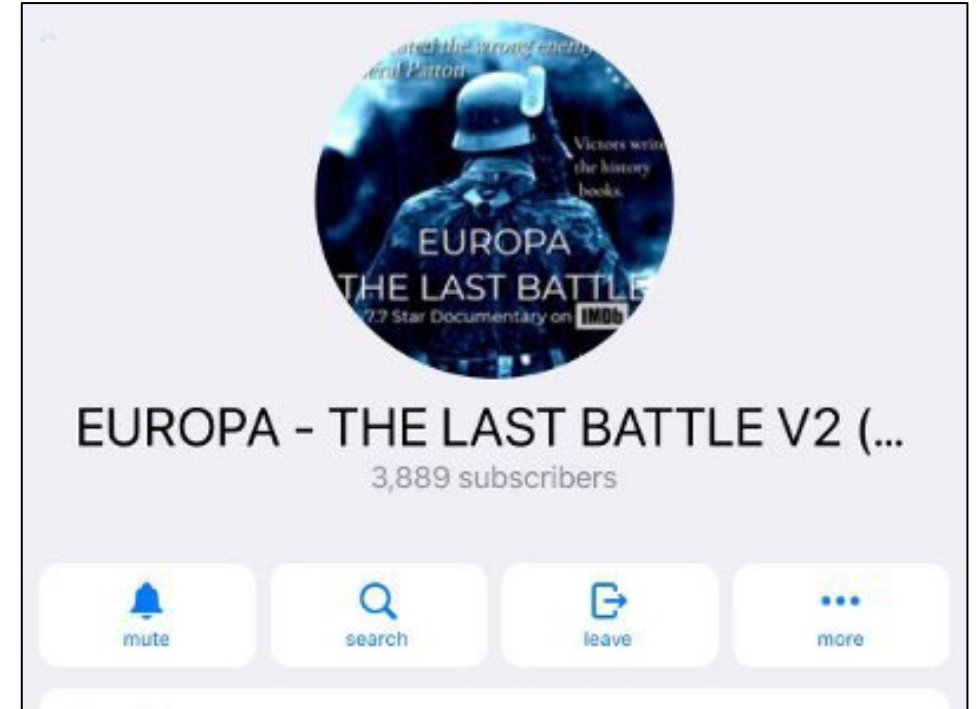 the wrong enemy
Patton
Victors write
the history
books.
EUROPA
THE LAST BATTLE
7.7 Star Documentary on IMDb
EUROPA - THE LAST BATTLE V2 (...
3,889 subscribers
mute
search
leave
more